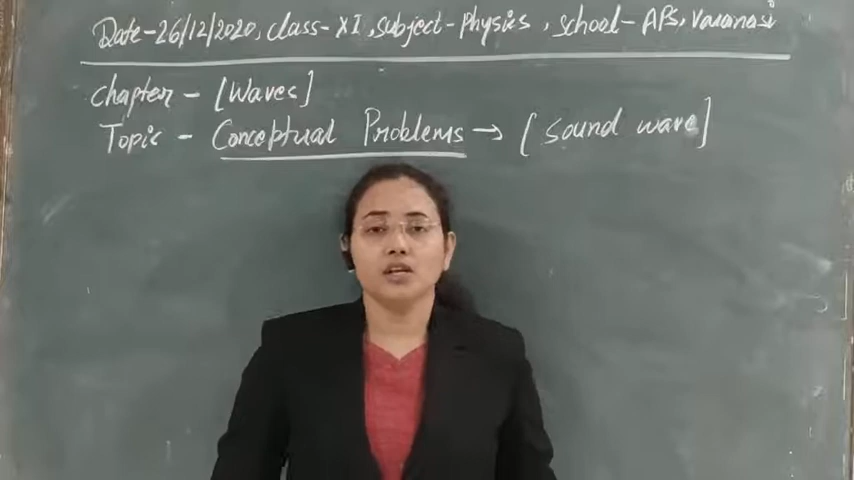 Date-26/12/2020, class-XI, subject-Physics, school-APS, Varanasi
Chapter - [Waves]
Topic - Conceptual Problems → [Sound wave]